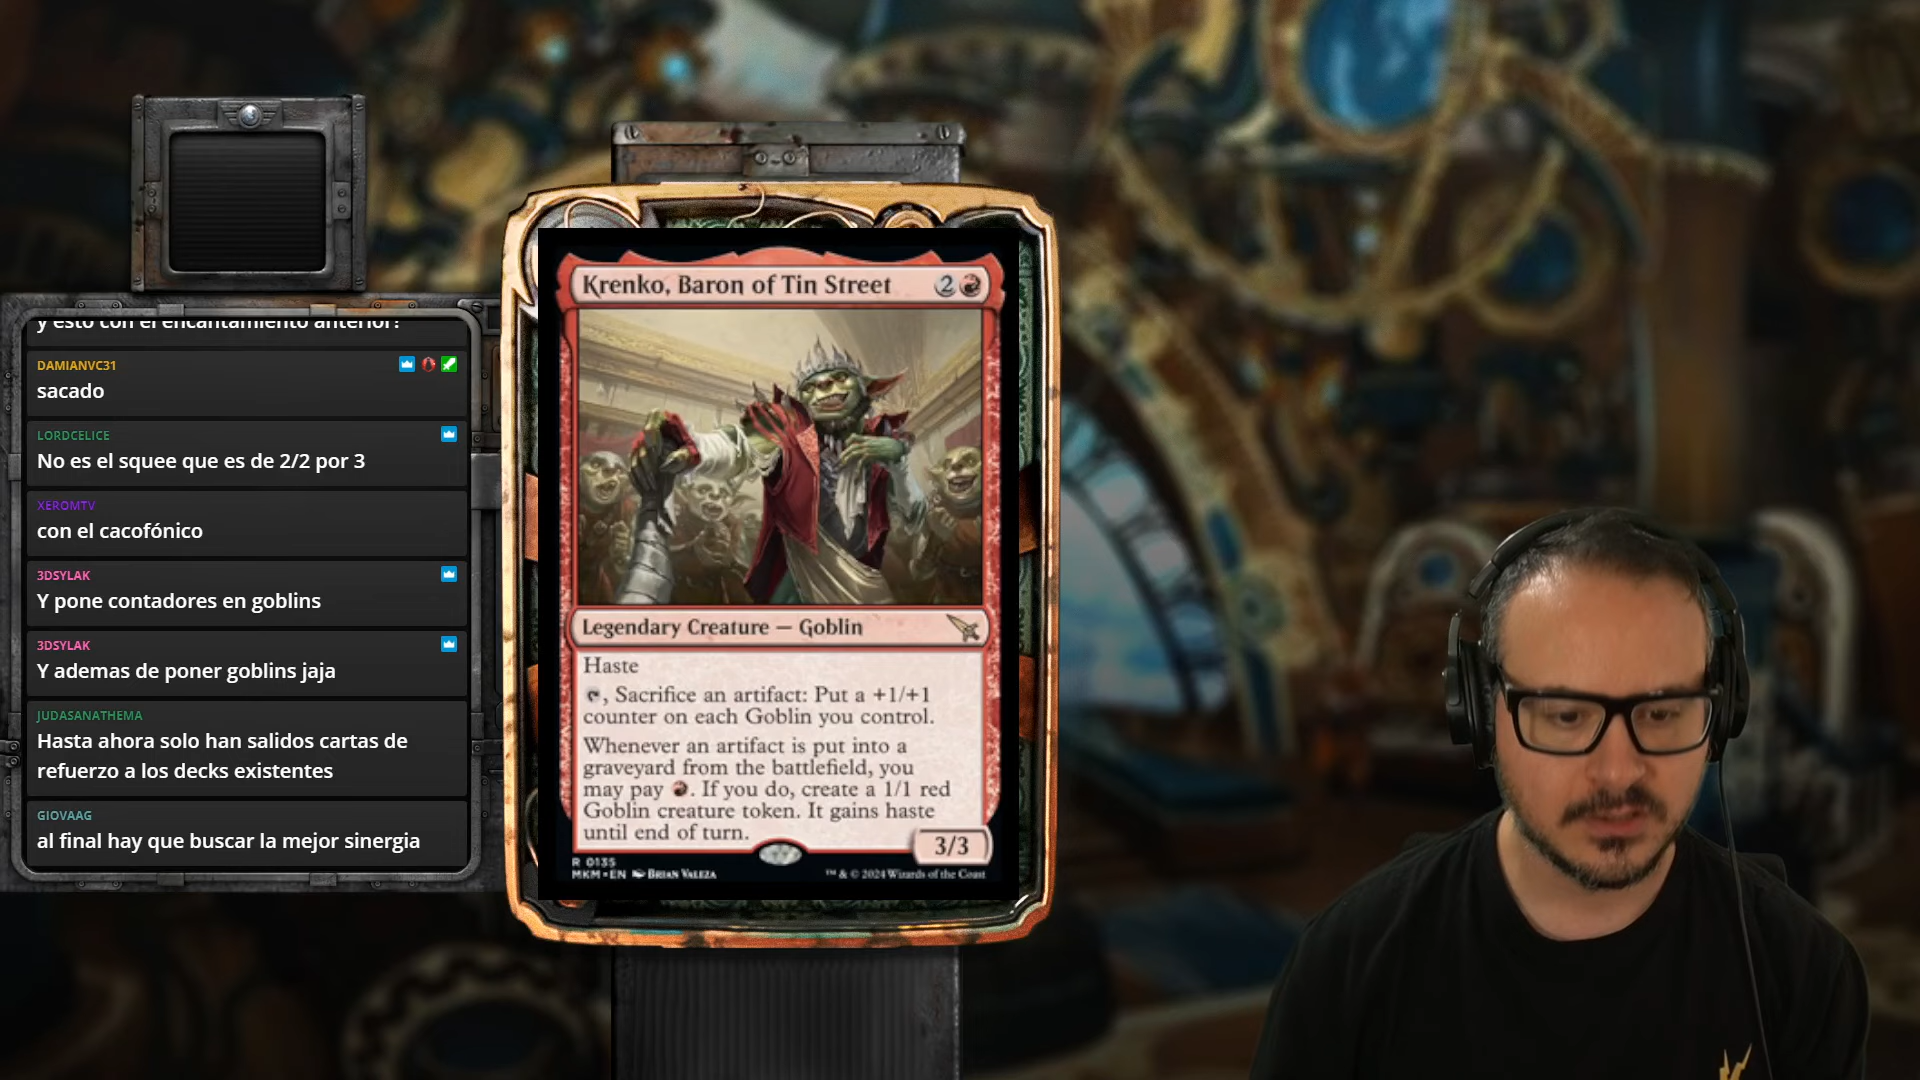 y esto con el encantamiento anterior?
DAMIANVC31
sacado
LORDCELICE
No es el squee que es de 2/2 por 3
XEROMTV
con el cacofónico
3DSYLAK
Y pone contadores en goblins
3DSYLAK
Y ademas de poner goblins jaja
JUDASANATHEMA
Hasta ahora solo han salidos cartas de
refuerzo a los decks existentes
GIOVAAG
al final hay que buscar la mejor sinergia
Krenko, Baron of Tin Street 2
Legendary Creature — Goblin
Haste
, Sacrifice an artifact: Put a +1/+1
counter on each Goblin you control.
Whenever an artifact is put into a
graveyard from the battlefield, you
may pay . If you do, create a 1/1 red
Goblin creature token. It gains haste
until end of turn.
3/3
R 0135
MKM • EN Brian Valeza
™ & © 2024 Wizards of the Coast